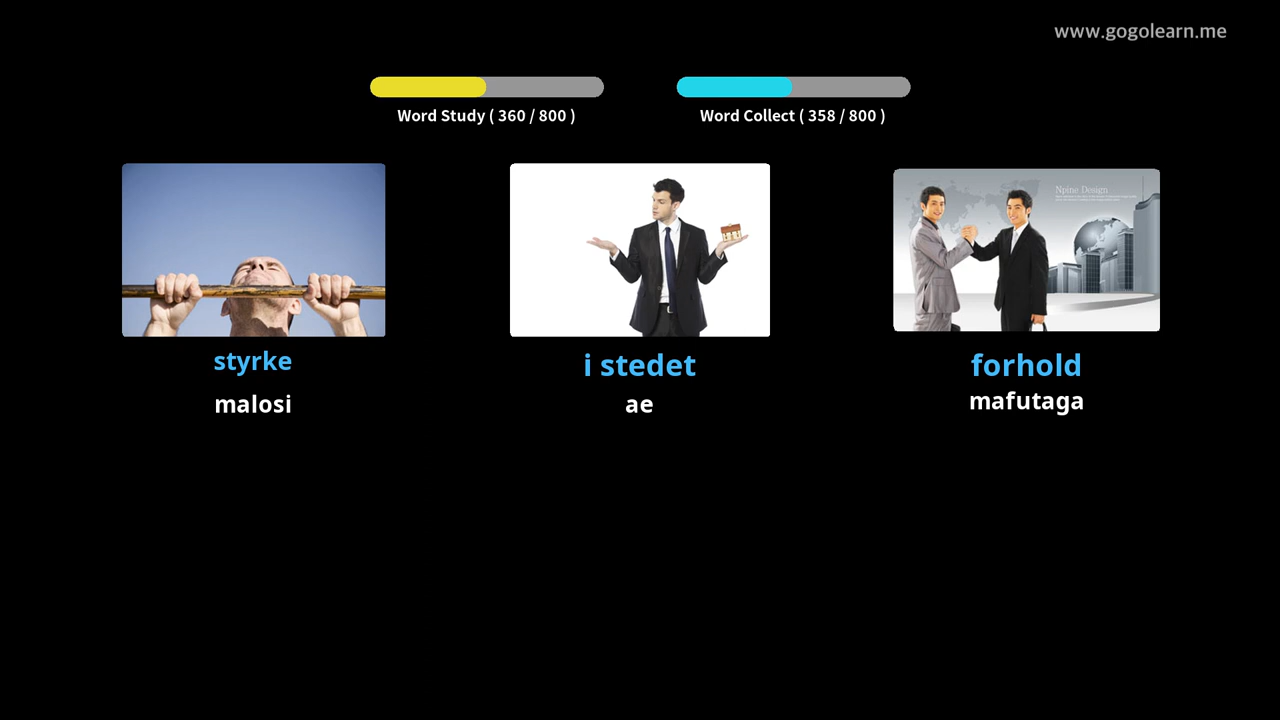 www.gogolearn.me
Word Study ( 360 / 800 )
Word Collect ( 358 / 800 )
Npine Design
styrke
i stedet
forhold
malosi
ae
mafutaga